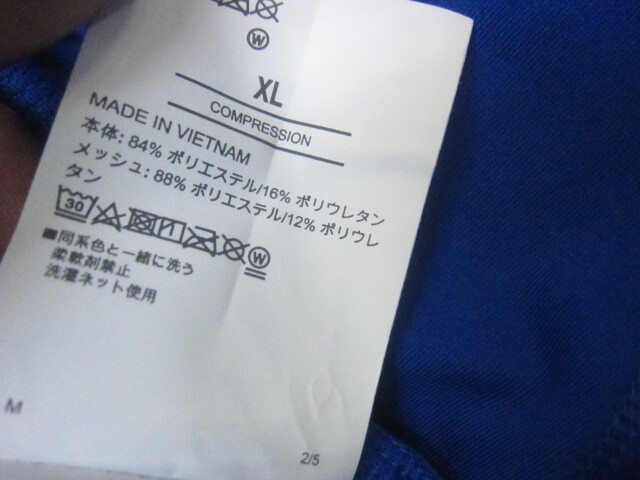 W
XL
COMPRESSION
MADE IN VIETNAM
本体: 84% ポリエステル/16% ポリウレタン
メッシュ: 88% ポリエステル/12% ポリウレ
タン
30 W
■同系色と一緒に洗う
柔軟剤禁止
洗濯ネット使用
M
2/5